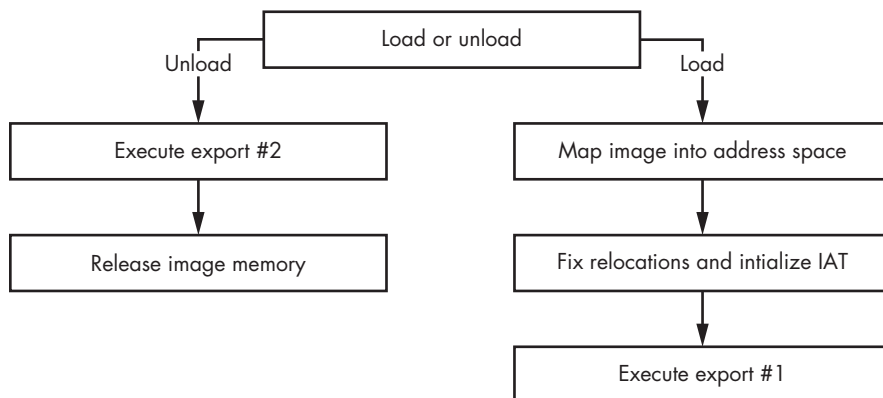 Load or unload
Unload
Load
Execute export #2
Map image into address space
Release image memory
Fix relocations and intialize IAT
Execute export #1